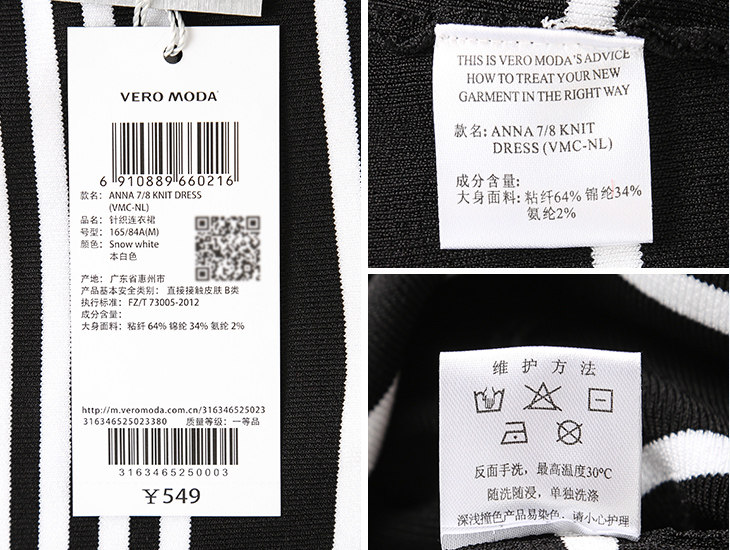 VERO MODA
6 910889 660216
款名: ANNA 7/8 KNIT DRESS
(VMC-NL)
品名: 针织连衣裙
号型: 165/84A(M)
颜色: Snow white
本白色
产地: 广东省惠州市
产品基本安全类别: 直接接触皮肤 B类
执行标准: FZ/T 73005-2012
成分含量:
大身面料: 粘纤 64% 锦纶 34% 氨纶 2%
http://m.veromoda.com.cn/316346525023
316346525023380 质量等级: 一等品
3163465250003
¥549
THIS IS VERO MODA'S ADVICE
HOW TO TREAT YOUR NEW
GARMENT IN THE RIGHT WAY
款名: ANNA 7/8 KNIT
DRESS (VMC-NL)
成分含量:
大身面料: 粘纤64% 锦纶34%
氨纶2%
维护方法
反面手洗，最高温度30℃
随洗随浸，单独洗涤
深浅撞色产品易染色，请小心护理